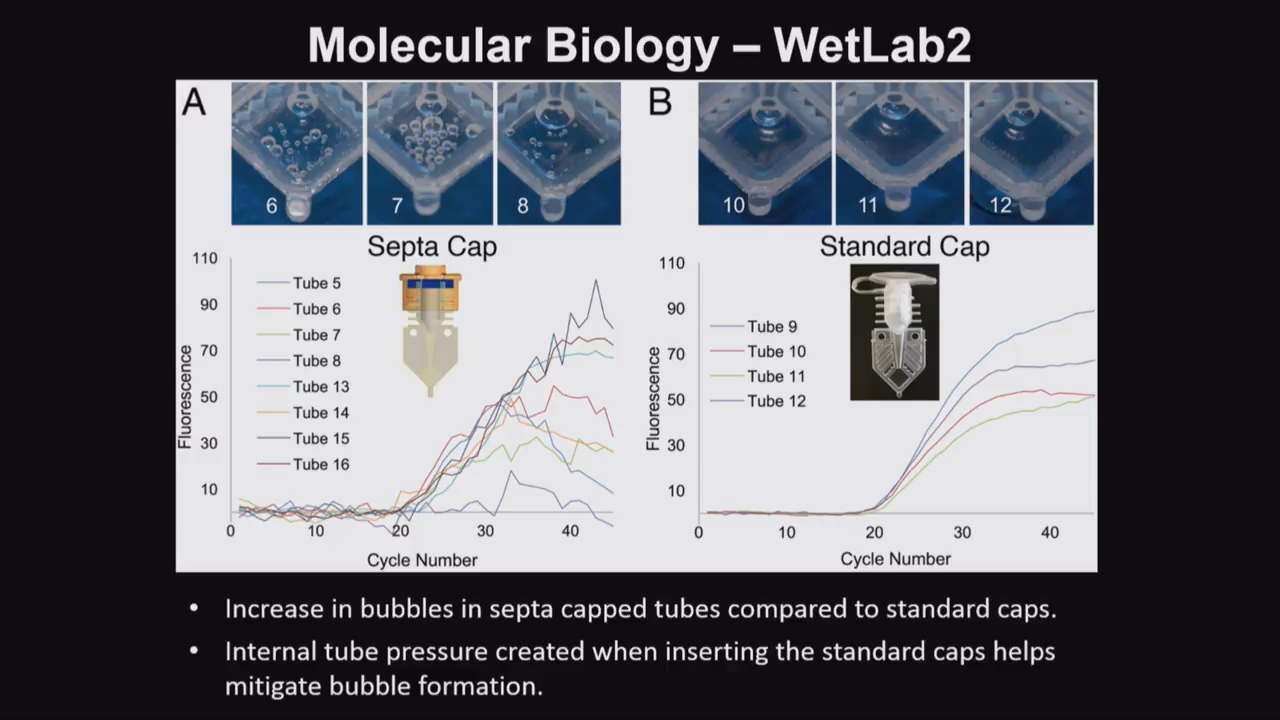 Molecular Biology – WetLab2
A
6
7
8
B
10
11
12
Septa Cap
110
90
70
50
30
10
Fluorescence
Tube 5
Tube 6
Tube 7
Tube 8
Tube 13
Tube 14
Tube 15
Tube 16
0 10 20 30 40
Cycle Number
Standard Cap
110
90
70
50
30
10
Fluorescence
Tube 9
Tube 10
Tube 11
Tube 12
0 10 20 30 40
Cycle Number
• Increase in bubbles in septa capped tubes compared to standard caps.
• Internal tube pressure created when inserting the standard caps helps
mitigate bubble formation.